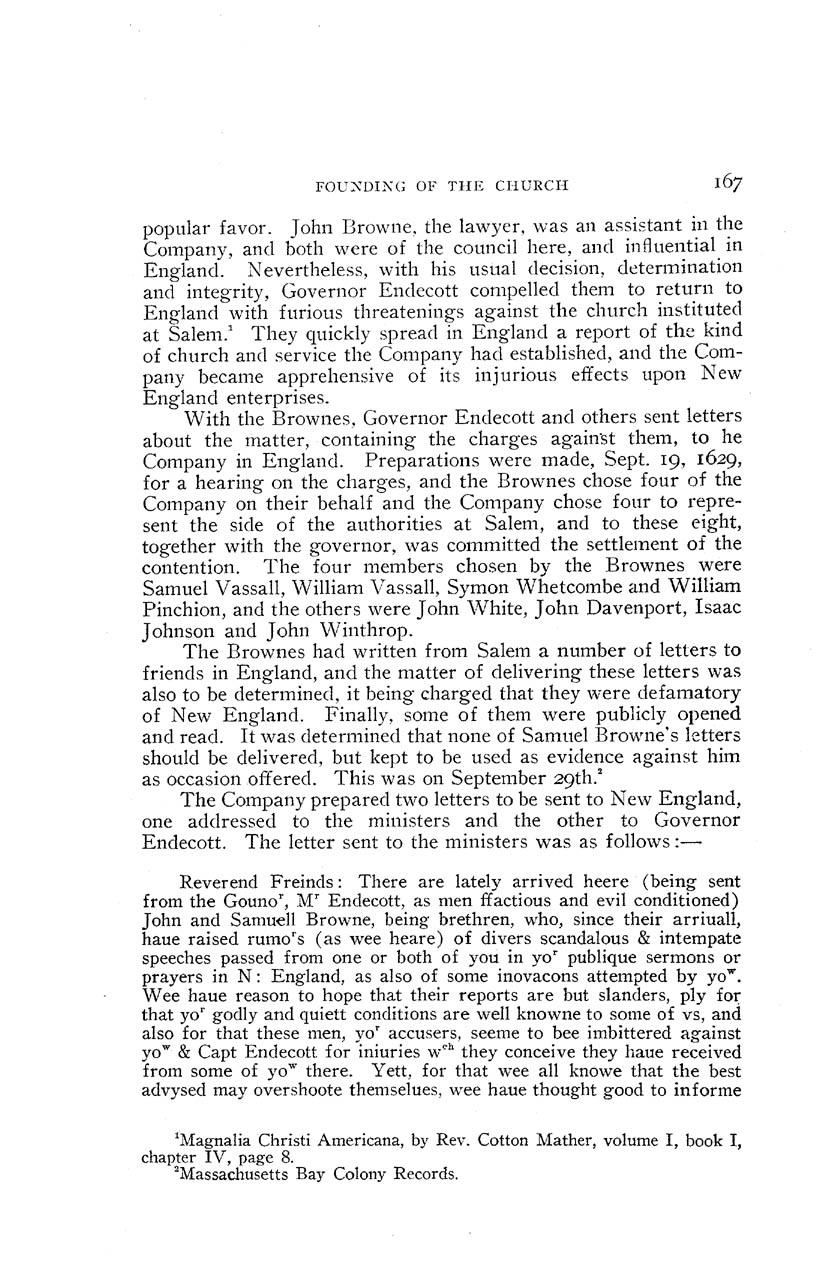 FOUNDING OF THE CHURCH 167
popular favor. John Browne, the lawyer, was an assistant in the
Company, and both were of the council here, and influential in
England. Nevertheless, with his usual decision, determination
and integrity, Governor Endecott compelled them to return to
England with furious threatenings against the church instituted
at Salem.¹ They quickly spread in England a report of the kind
of church and service the Company had established, and the Com-
pany became apprehensive of its injurious effects upon New
England enterprises.
With the Brownes, Governor Endecott and others sent letters
about the matter, containing the charges against them, to he
Company in England. Preparations were made, Sept. 19, 1629,
for a hearing on the charges, and the Brownes chose four of the
Company on their behalf and the Company chose four to repre-
sent the side of the authorities at Salem, and to these eight,
together with the governor, was committed the settlement of the
contention. The four members chosen by the Brownes were
Samuel Vassall, William Vassall, Symon Whetcombe and William
Pinchion, and the others were John White, John Davenport, Isaac
Johnson and John Winthrop.
The Brownes had written from Salem a number of letters to
friends in England, and the matter of delivering these letters was
also to be determined, it being charged that they were defamatory
of New England. Finally, some of them were publicly opened
and read. It was determined that none of Samuel Browne's letters
should be delivered, but kept to be used as evidence against him
as occasion offered. This was on September 29th.²
The Company prepared two letters to be sent to New England,
one addressed to the ministers and the other to Governor
Endecott. The letter sent to the ministers was as follows:—
Reverend Freinds: There are lately arrived heere (being sent
from the Gounoʳ, Mʳ Endecott, as men ffactious and evil conditioned)
John and Samuell Browne, being brethren, who, since their arriuall,
haue raised rumoʳs (as wee heare) of divers scandalous & intempate
speeches passed from one or both of you in yoʳ publique sermons or
prayers in N: England, as also of some inovacons attempted by yoʷ.
Wee haue reason to hope that their reports are but slanders, ply for
that yoʳ godly and quiett conditions are well knowne to some of vs, and
also for that these men, yoʳ accusers, seeme to bee imbittered against
yoʷ & Capt Endecott for iniuries wᶜʰ they conceive they haue received
from some of yoʷ there. Yett, for that wee all knowe that the best
advysed may overshoote themselues, wee haue thought good to informe
¹Magnalia Christi Americana, by Rev. Cotton Mather, volume I, book I,
chapter IV, page 8.
²Massachusetts Bay Colony Records.